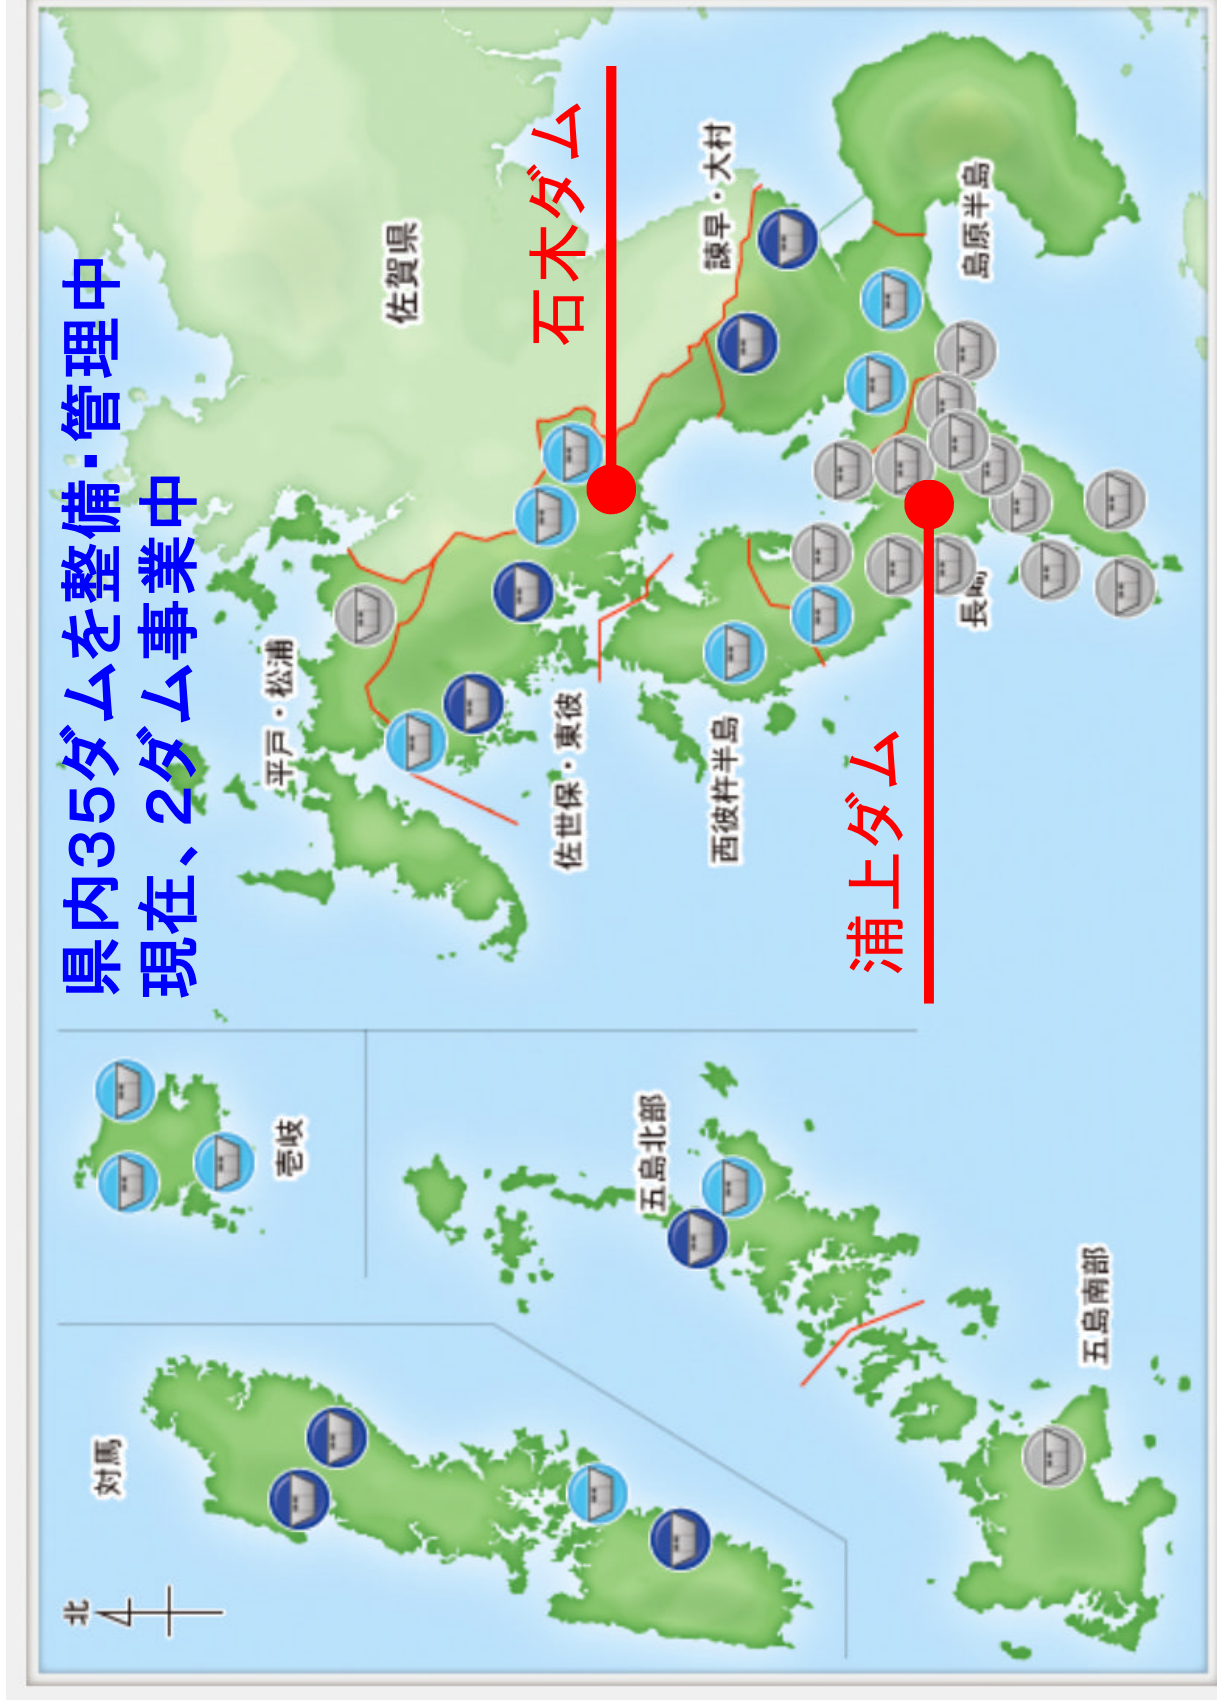 県内35ダムを整備・管理中
現在、2ダム事業中
北
対馬
壱岐
平戸・松浦
佐賀県
石木ダム
佐世保・東彼
諫早・大村
西彼杵半島
島原半島
浦上ダム
長崎
五島北部
五島南部